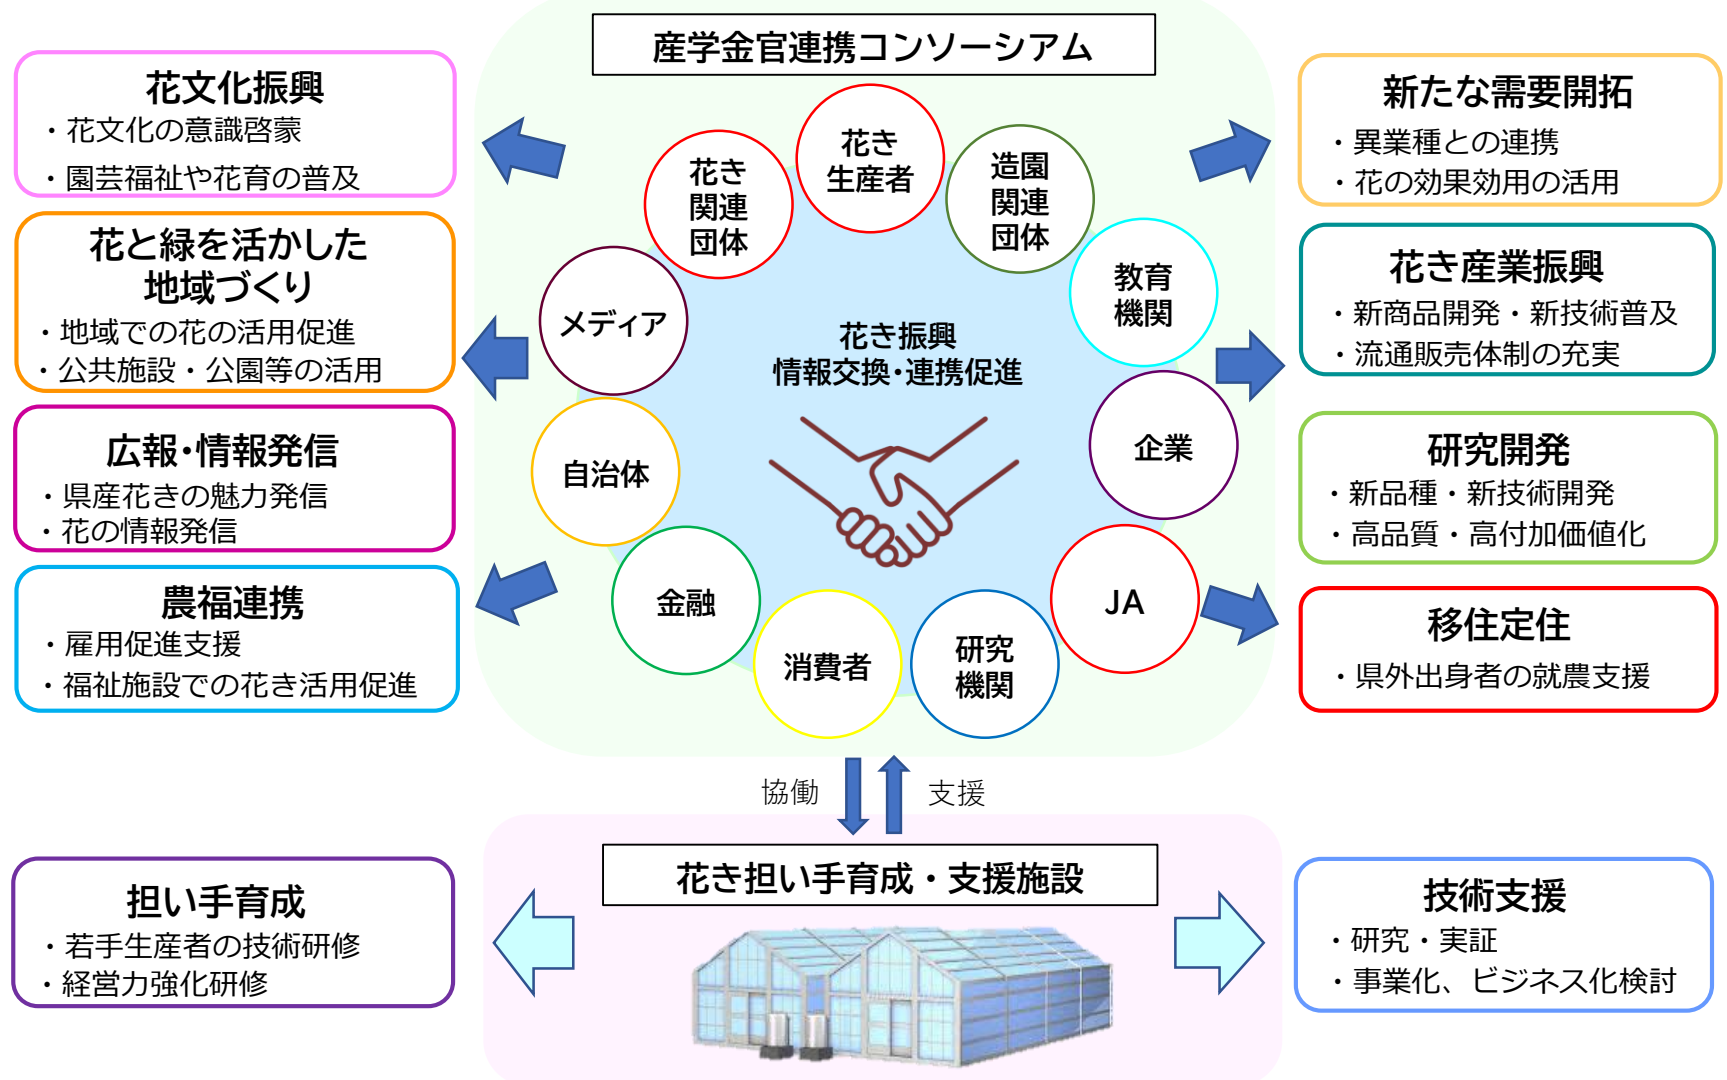 産学金官連携コンソーシアム
花文化振興
・花文化の意識啓蒙
・園芸福祉や花育の普及
花と緑を活かした
地域づくり
・地域での花の活用促進
・公共施設・公園等の活用
広報・情報発信
・県産花きの魅力発信
・花の情報発信
農福連携
・雇用促進支援
・福祉施設での花き活用促進
花き
生産者
花き
関連
団体
造園
関連
団体
メディア
教育
機関
花き振興
情報交換・連携促進
自治体
企業
金融
JA
消費者
研究
機関
新たな需要開拓
・異業種との連携
・花の効果効用の活用
花き産業振興
・新商品開発・新技術普及
・流通販売体制の充実
研究開発
・新品種・新技術開発
・高品質・高付加価値化
移住定住
・県外出身者の就農支援
協働
支援
花き担い手育成・支援施設
担い手育成
・若手生産者の技術研修
・経営力強化研修
技術支援
・研究・実証
・事業化、ビジネス化検討